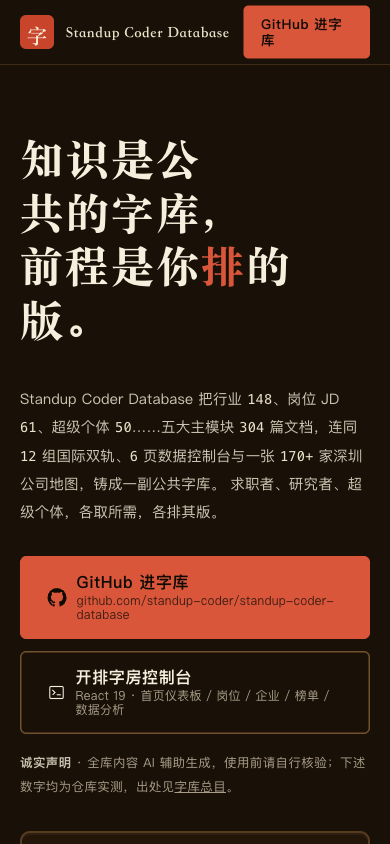 字
Standup Coder Database
GitHub 进字
库
知识是公
共的字库，
前程是你排的
版。
Standup Coder Database 把行业 148、岗位 JD
61、超级个体 50……五大主模块 304 篇文档，连同
12 组国际双轨、6 页数据控制台与一张 170+ 家深圳
公司地图，铸成一副公共字库。 求职者、研究者、超
级个体，各取所需，各排其版。
GitHub 进字库
github.com/standup-coder/standup-coder-
database
开排字房控制台
React 19 · 首页仪表板 / 岗位 / 企业 / 榜单 /
数据分析
诚实声明 · 全库内容 AI 辅助生成，使用前请自行核验；下述
数字均为仓库实测，出处见字库总目。